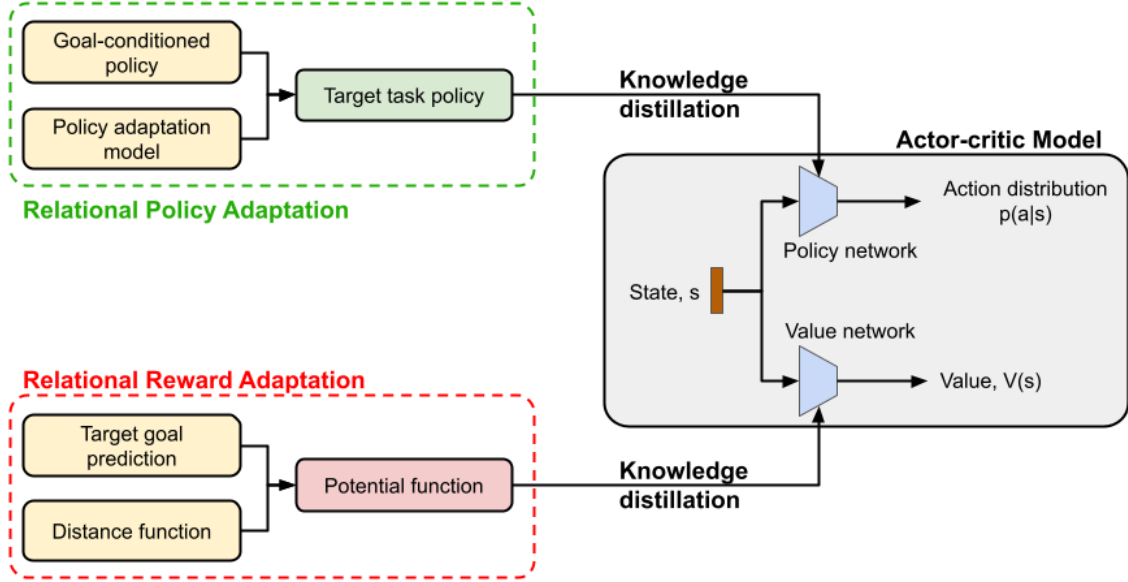 Goal-conditioned
policy
Policy adaptation
model
Target task policy
Relational Policy Adaptation
Knowledge
distillation
Actor-critic Model
Action distribution
p(a|s)
Policy network
State, s
Value network
Value, V(s)
Relational Reward Adaptation
Target goal
prediction
Distance function
Potential function
Knowledge
distillation